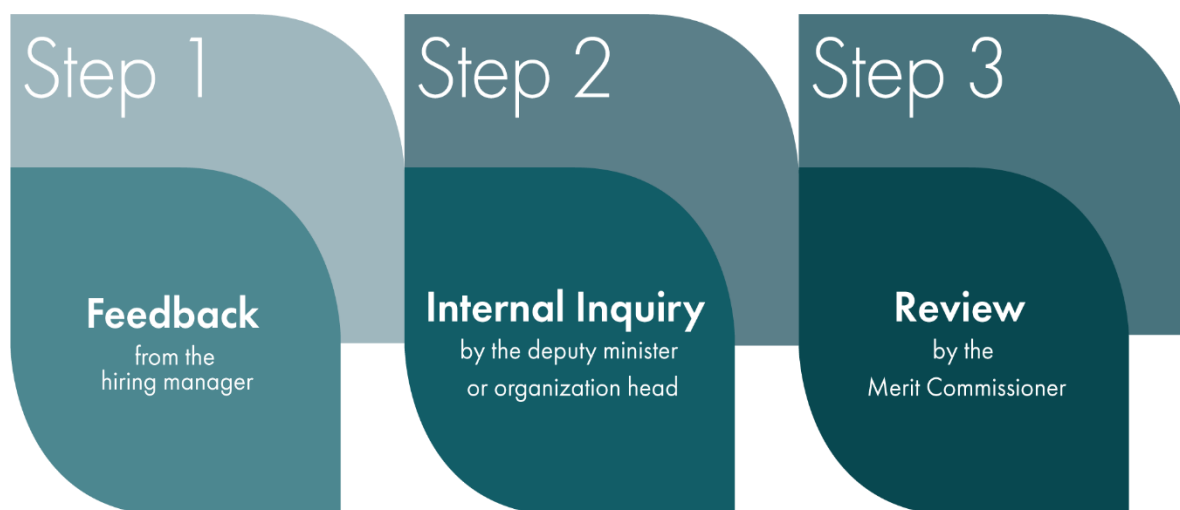 Step 1
Feedback
from the
hiring manager
Step 2
Internal Inquiry
by the deputy minister
or organization head
Step 3
Review
by the
Merit Commissioner